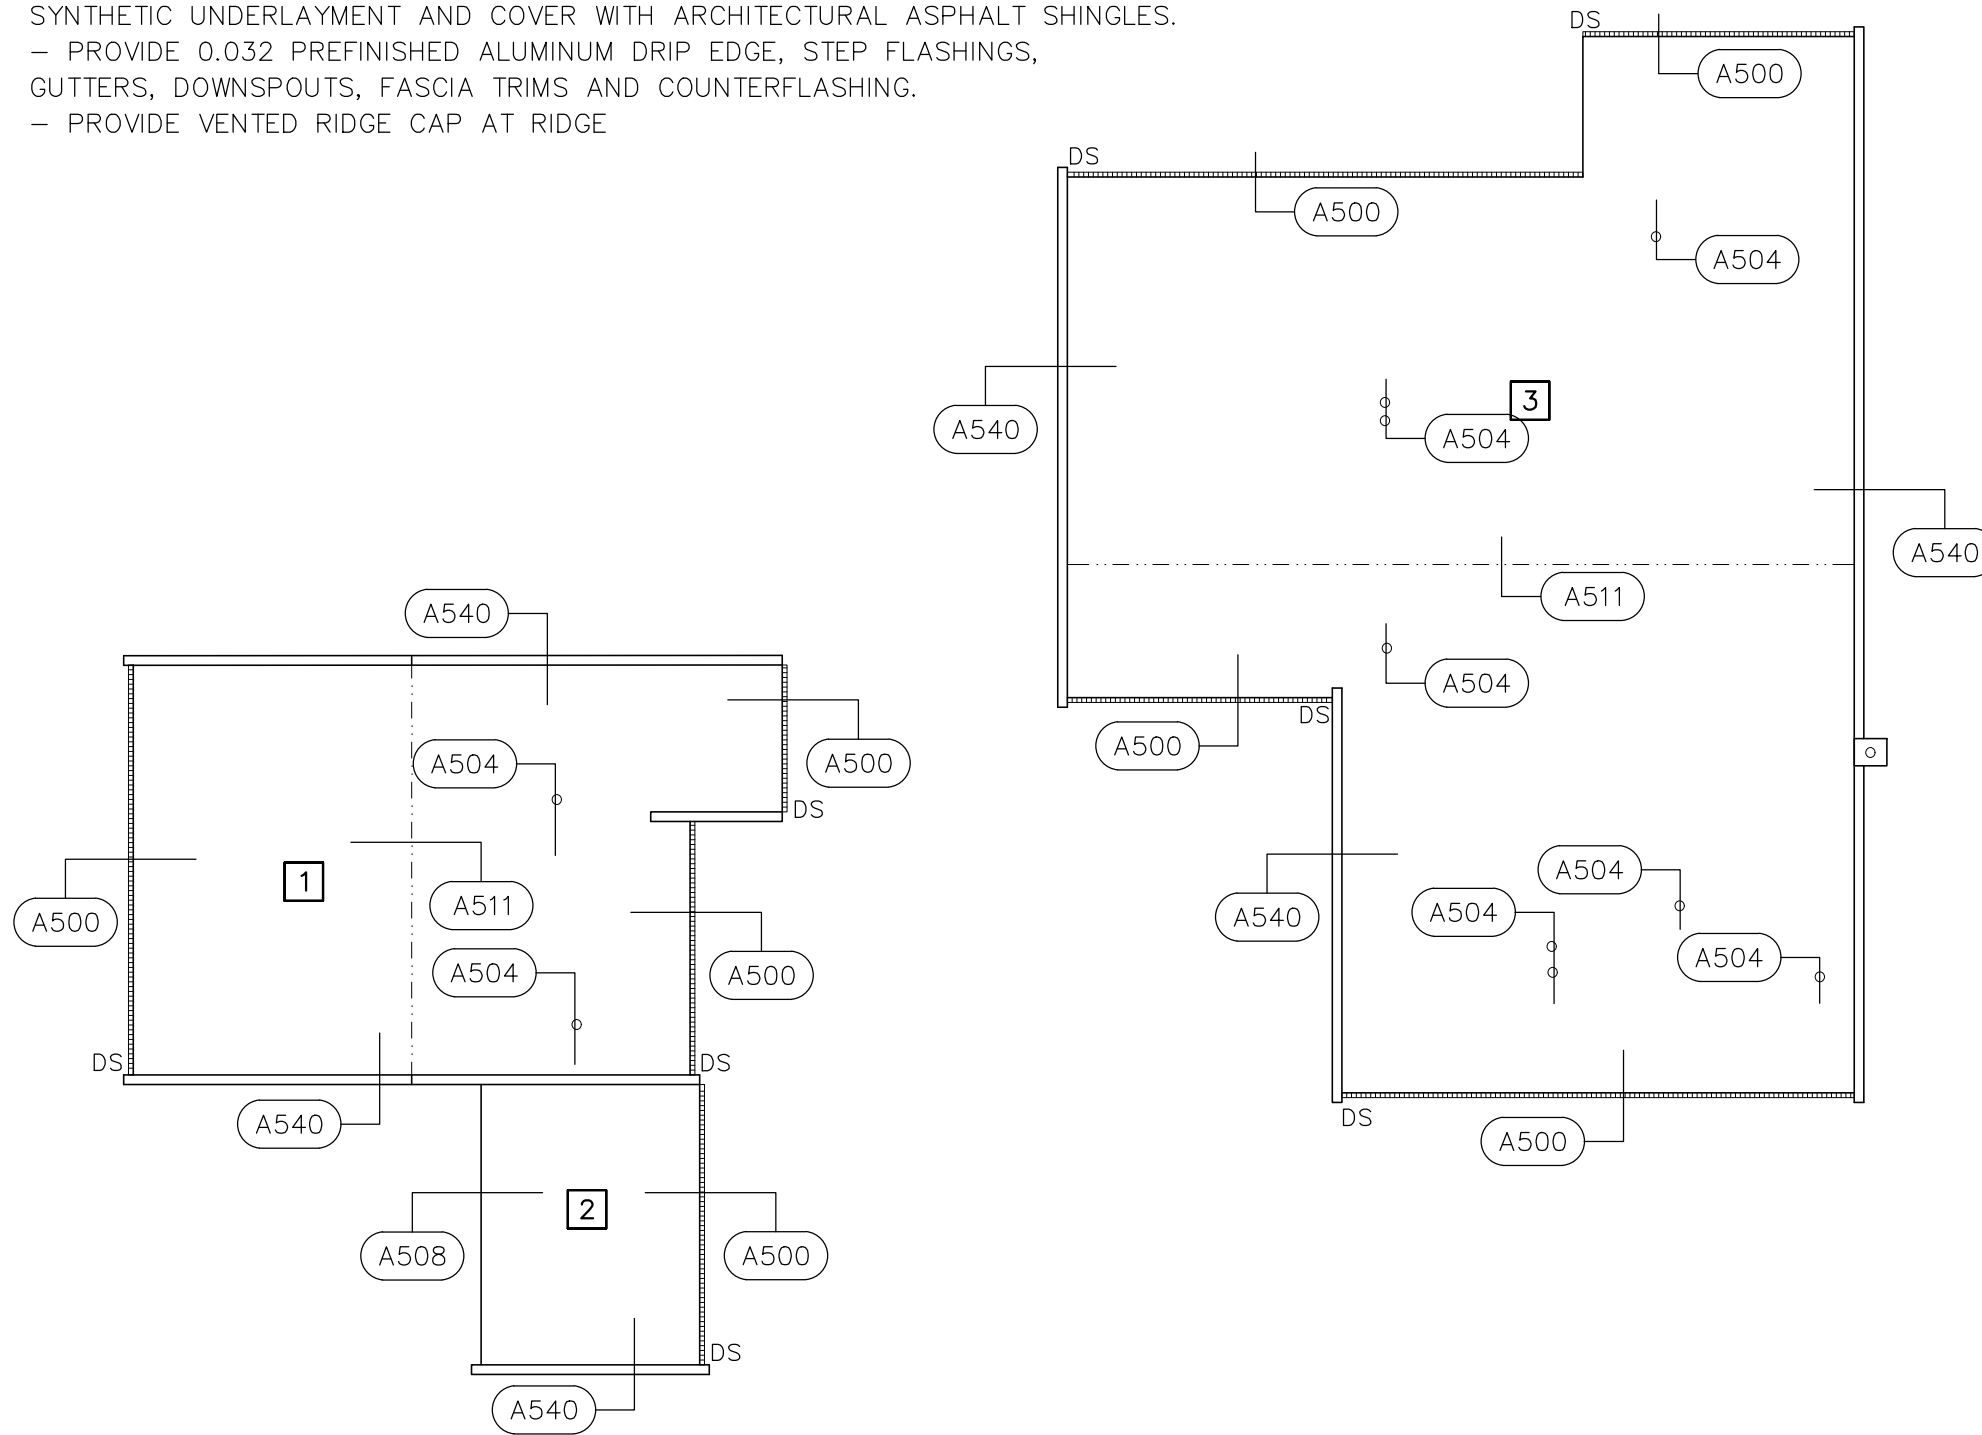 SYNTHETIC UNDERLAYMENT AND COVER WITH ARCHITECTURAL ASPHALT SHINGLES.
– PROVIDE 0.032 PREFINISHED ALUMINUM DRIP EDGE, STEP FLASHINGS,
GUTTERS, DOWNSPOUTS, FASCIA TRIMS AND COUNTERFLASHING.
– PROVIDE VENTED RIDGE CAP AT RIDGE
DS
A500
DS
A500
A504
A540
3
A504
A540
A511
A504
DS
A500
A504
A504
A540
A504
DS
A500
A540
A504
A500
DS
1
A511
A500
A504
A500
DS
DS
A540
2
A508
A500
DS
A540